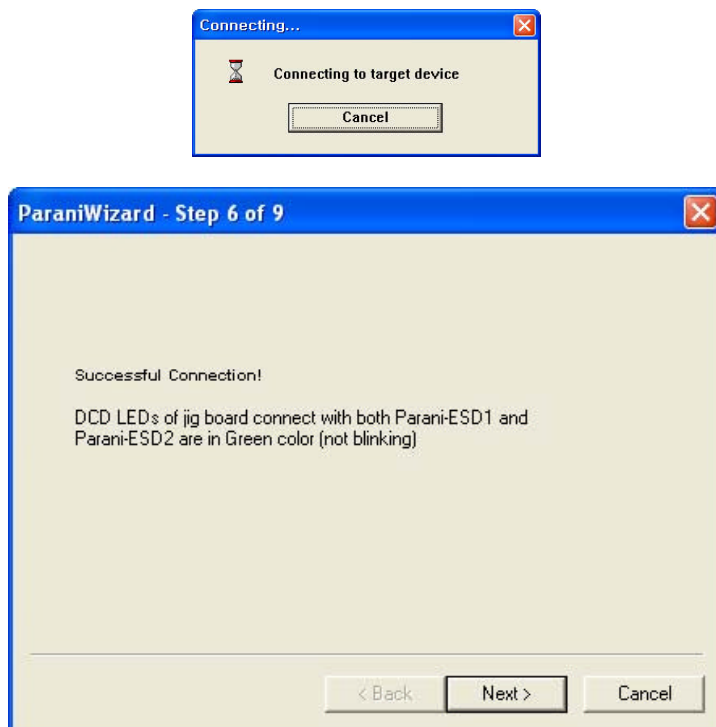 Connecting...
Connecting to target device
Cancel
ParaniWizard - Step 6 of 9
Successful Connection!
DCD LEDs of jig board connect with both Parani-ESD1 and
Parani-ESD2 are in Green color (not blinking)
< Back
Next >
Cancel